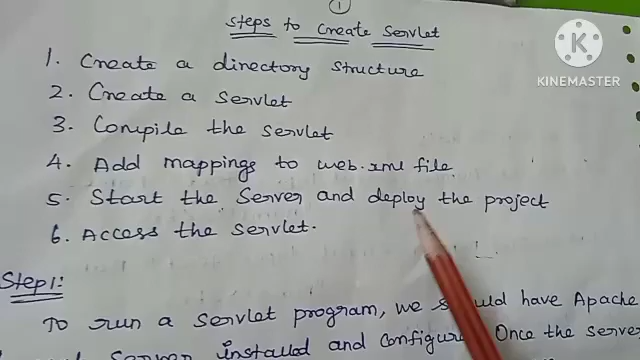 1
Steps to Create Servlet
K
KINEMASTER
1. Create a directory structure
2. Create a servlet
3. Compile the servlet
4. Add mappings to web.xml file
5. Start the Server and deploy the project
6. Access the Servlet.
Step1:
To run a Servlet program, we should have Apache
Server installed and configure Once the server